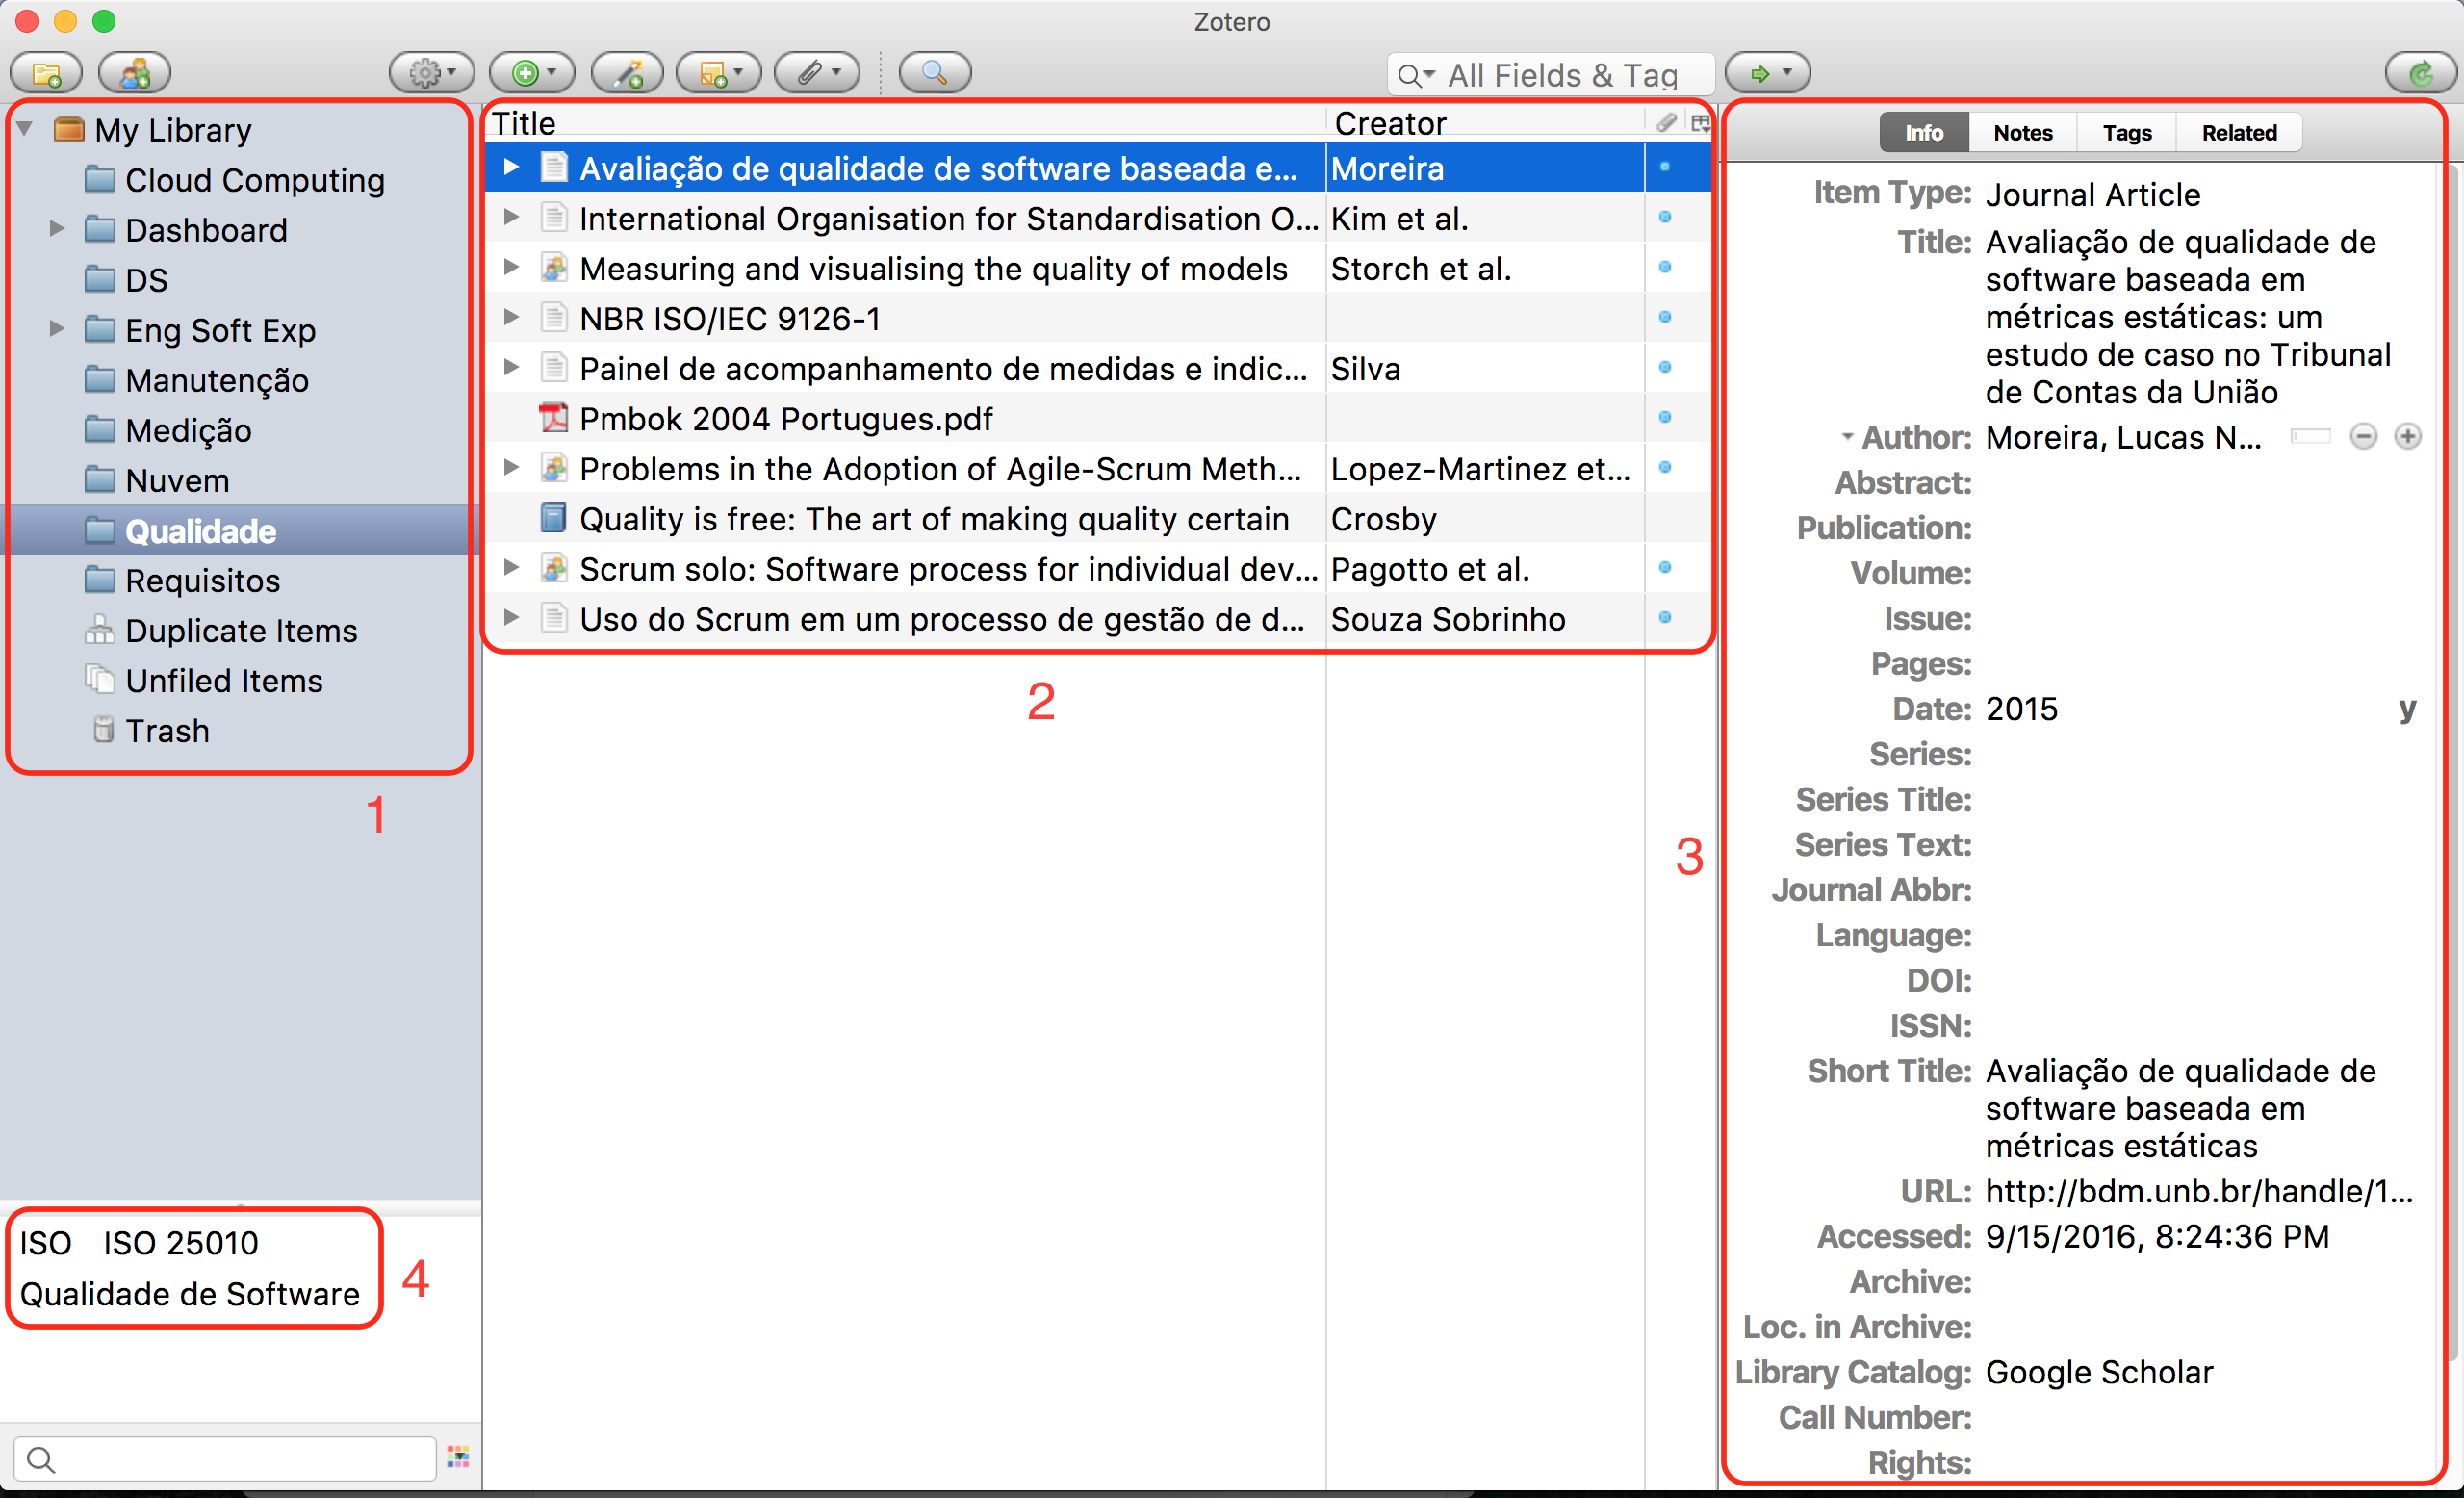 Zotero
All Fields & Tag
My Library
Cloud Computing
Dashboard
DS
Eng Soft Exp
Manutenção
Medição
Nuvem
Qualidade
Requisitos
Duplicate Items
Unfiled Items
Trash
1
ISO ISO 25010
Qualidade de Software
4
Title Creator
Avaliação de qualidade de software baseada e... Moreira
International Organisation for Standardisation O... Kim et al.
Measuring and visualising the quality of models Storch et al.
NBR ISO/IEC 9126-1
Painel de acompanhamento de medidas e indic... Silva
Pmbok 2004 Portugues.pdf
Problems in the Adoption of Agile-Scrum Meth... Lopez-Martinez et...
Quality is free: The art of making quality certain Crosby
Scrum solo: Software process for individual dev... Pagotto et al.
Uso do Scrum em um processo de gestão de d... Souza Sobrinho
2
3
Info Notes Tags Related
Item Type: Journal Article
Title: Avaliação de qualidade de
software baseada em
métricas estáticas: um
estudo de caso no Tribunal
de Contas da União
Author: Moreira, Lucas N...
Abstract:
Publication:
Volume:
Issue:
Pages:
Date: 2015 y
Series:
Series Title:
Series Text:
Journal Abbr:
Language:
DOI:
ISSN:
Short Title: Avaliação de qualidade de
software baseada em
métricas estáticas
URL: http://bdm.unb.br/handle/1...
Accessed: 9/15/2016, 8:24:36 PM
Archive:
Loc. in Archive:
Library Catalog: Google Scholar
Call Number:
Rights: